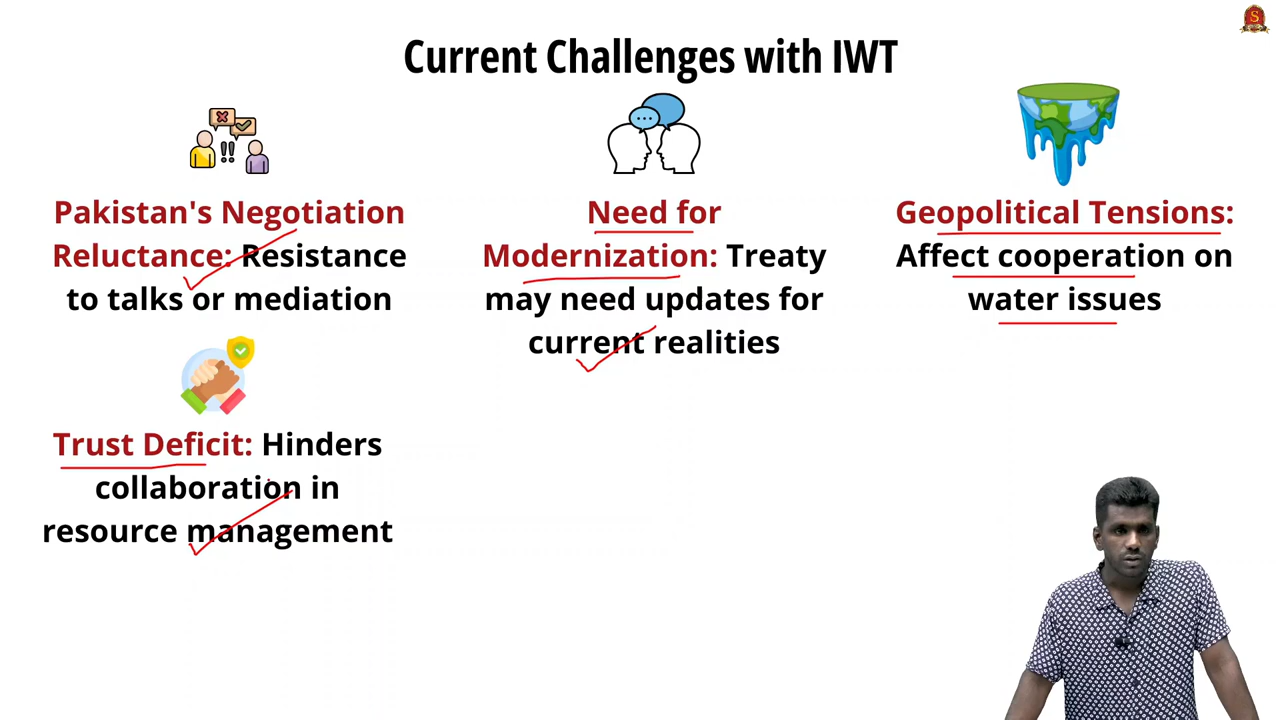 Current Challenges with IWT
Pakistan's Negotiation
Reluctance: Resistance
to talks or mediation
Need for
Modernization: Treaty
may need updates for
current realities
Geopolitical Tensions:
Affect cooperation on
water issues
Trust Deficit: Hinders
collaboration in
resource management